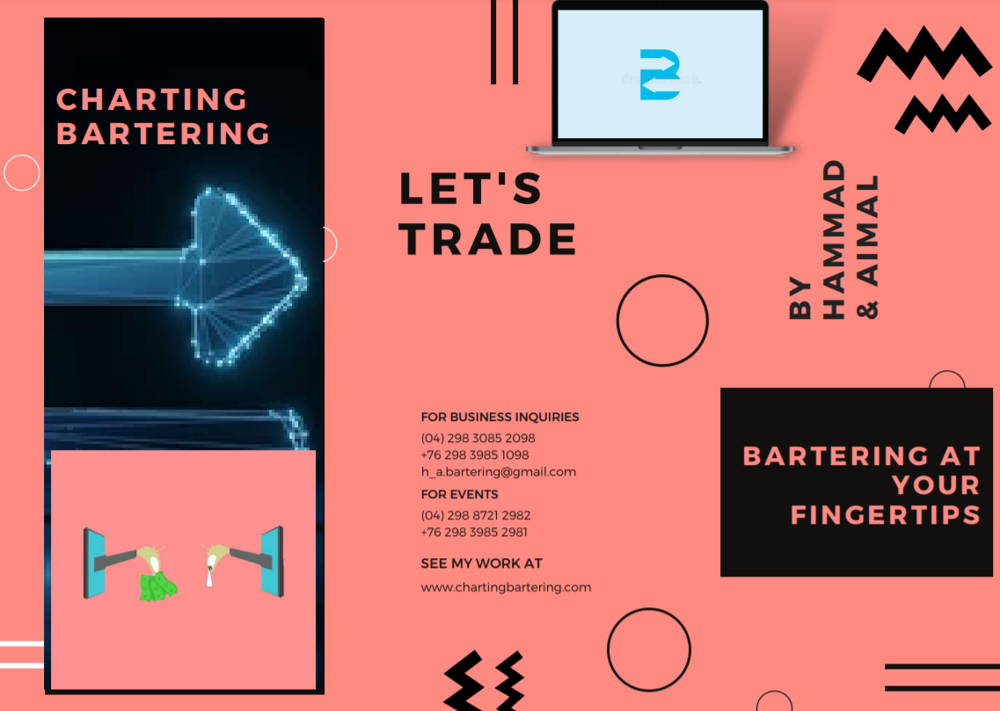 CHARTING
BARTERING
LET'S
TRADE
FOR BUSINESS INQUIRIES
(04) 298 3085 2098
+76 298 3985 1098
h_a.bartering@gmail.com
FOR EVENTS
(04) 298 8721 2982
+76 298 3985 2981
SEE MY WORK AT
www.chartingbartering.com
BY
HAMMAD
& AIMAL
BARTERING AT
YOUR
FINGERTIPS